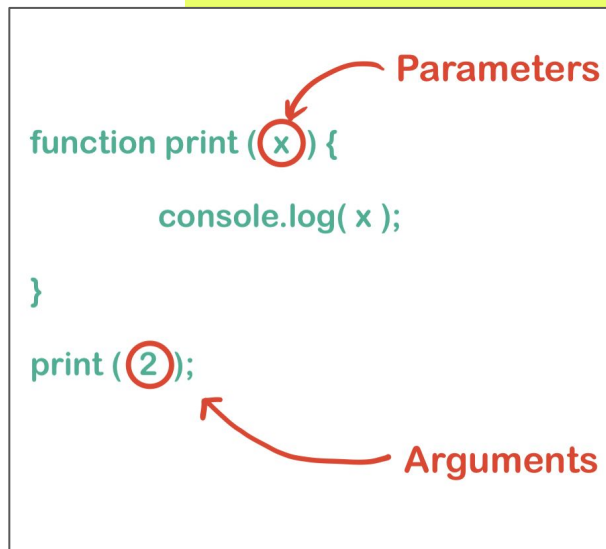 Parameters
function print ( x ) {
console.log( x );
}
print ( 2 );
Arguments